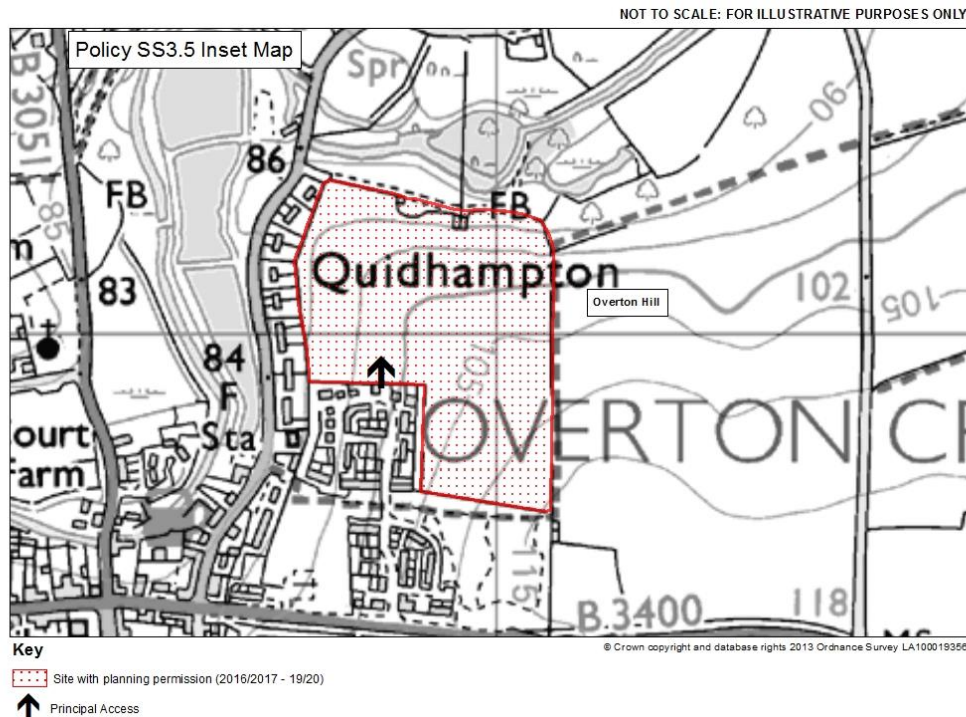 NOT TO SCALE: FOR ILLUSTRATIVE PURPOSES ONLY
Policy SS3.5 Inset Map
B 3051
Spr
90
86
FB
FB
85
m
Quidhampton
83
Overton Hill
102
105
84
F
105
Sta
OVERTON C
ourt
arm
115
B 3400
118
Key
© Crown copyright and database rights 2013 Ordnance Survey LA100019356
Site with planning permission (2016/2017 - 19/20)
Principal Access